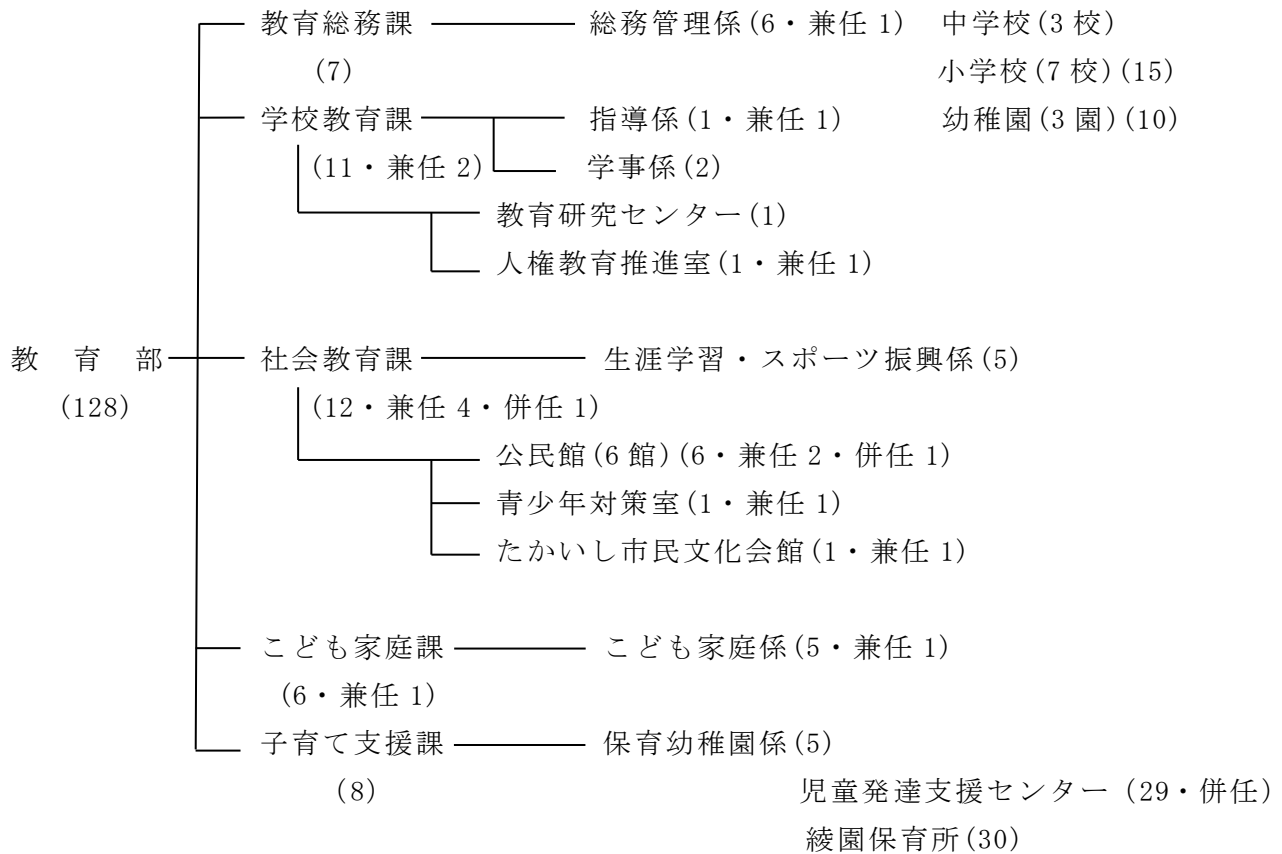 教育総務課 総務管理係(6・兼任 1) 中学校(3 校)
(7) 小学校(7 校)(15)
学校教育課 指導係(1・兼任 1) 幼稚園(3 園)(10)
(11・兼任 2) 学事係(2)
教育研究センター(1)
人権教育推進室(1・兼任 1)
教 育 部 社会教育課 生涯学習・スポーツ振興係(5)
(128) (12・兼任 4・併任 1)
公民館(6 館)(6・兼任 2・併任 1)
青少年対策室(1・兼任 1)
たかいし市民文化会館(1・兼任 1)
こども家庭課 こども家庭係(5・兼任 1)
(6・兼任 1)
子育て支援課 保育幼稚園係(5)
(8) 児童発達支援センター (29・併任)
綾園保育所(30)